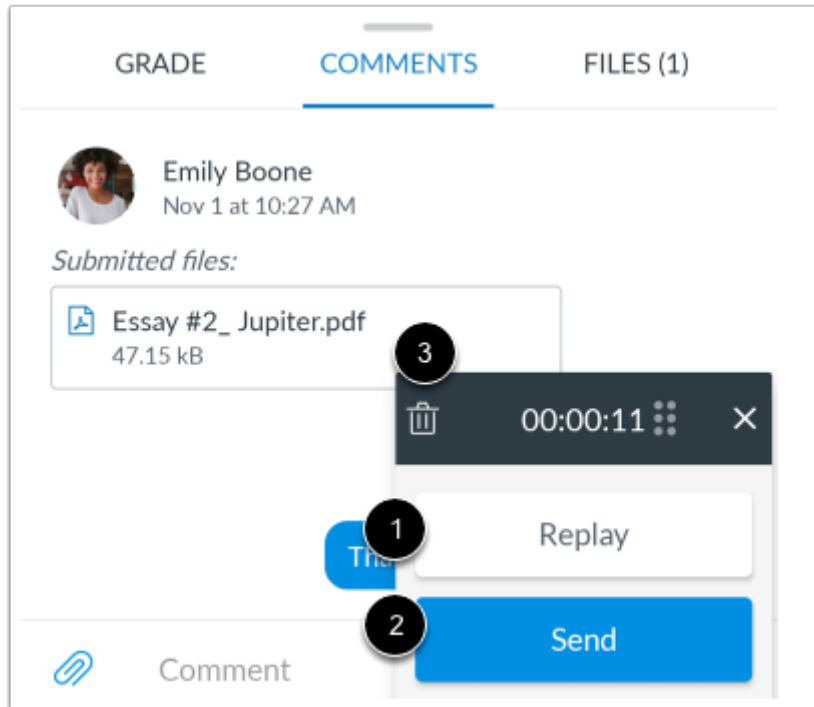 GRADE COMMENTS FILES (1)
Emily Boone
Nov 1 at 10:27 AM
Submitted files:
Essay #2_ Jupiter.pdf
47.15 kB
3
00:00:11
1 Replay
2 Send
Comment